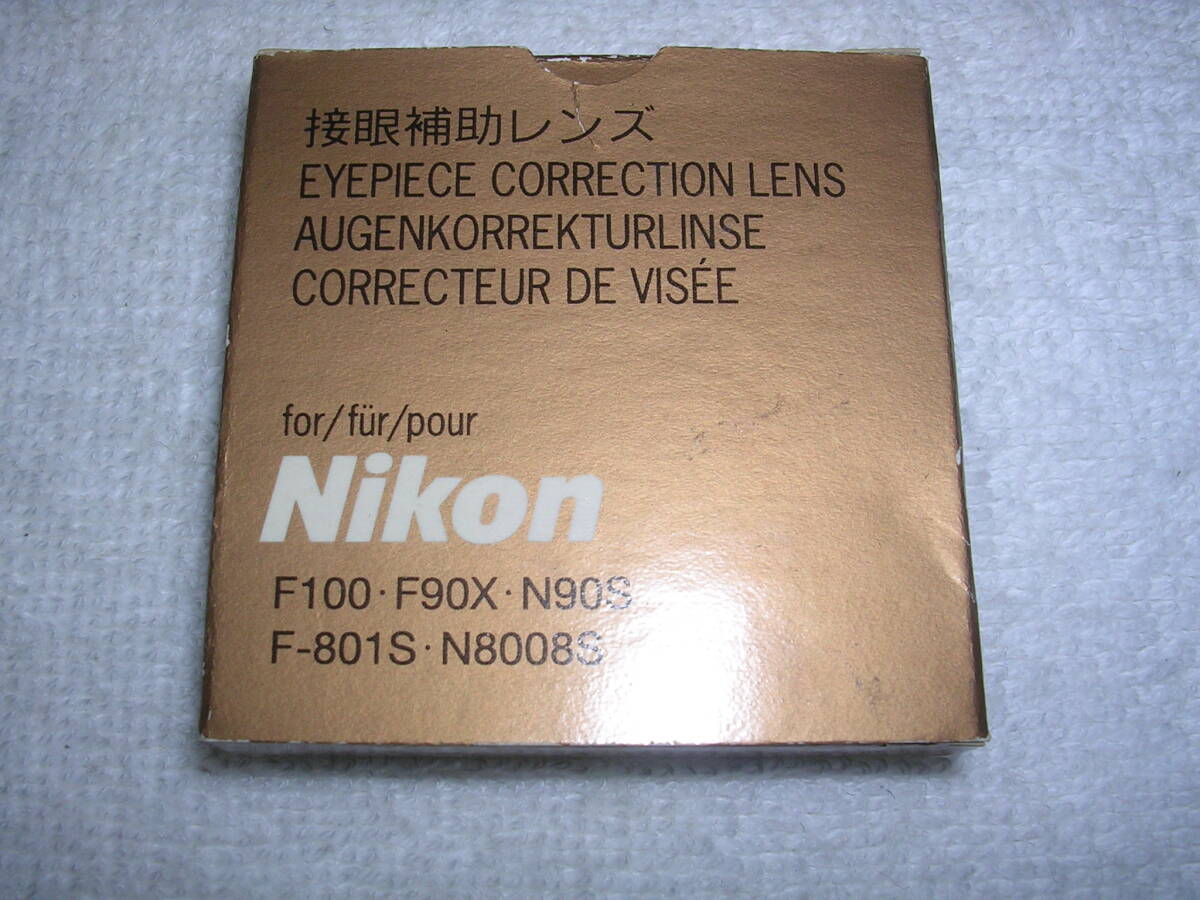 接眼補助レンズ
EYEPIECE CORRECTION LENS
AUGENKORREKTURLINSE
CORRECTEUR DE VISÉE
for/für/pour
Nikon
F100·F90X·N90S
F-801S·N8008S